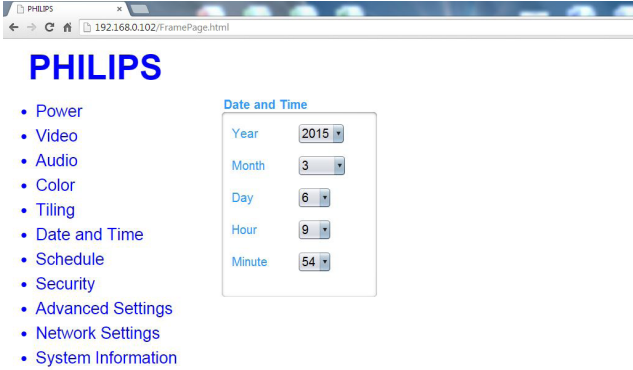 PHILIPS
192.168.0.102/FramePage.html
PHILIPS
Power
Video
Audio
Color
Tiling
Date and Time
Schedule
Security
Advanced Settings
Network Settings
System Information
Date and Time
Year 2015
Month 3
Day 6
Hour 9
Minute 54